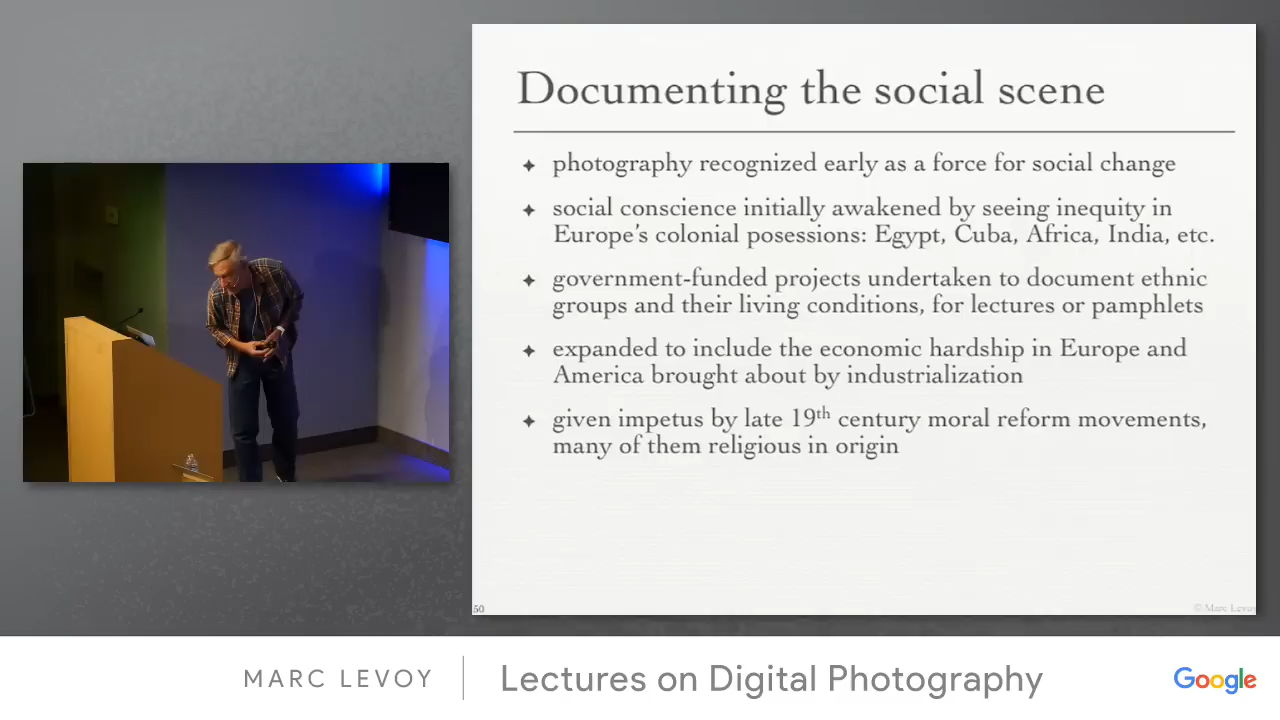 Documenting the social scene
✦ photography recognized early as a force for social change
✦ social conscience initially awakened by seeing inequity in
Europe's colonial posessions: Egypt, Cuba, Africa, India, etc.
✦ government-funded projects undertaken to document ethnic
groups and their living conditions, for lectures or pamphlets
✦ expanded to include the economic hardship in Europe and
America brought about by industrialization
✦ given impetus by late 19th century moral reform movements,
many of them religious in origin
50
© Marc Levoy
MARC LEVOY
Lectures on Digital Photography
Google